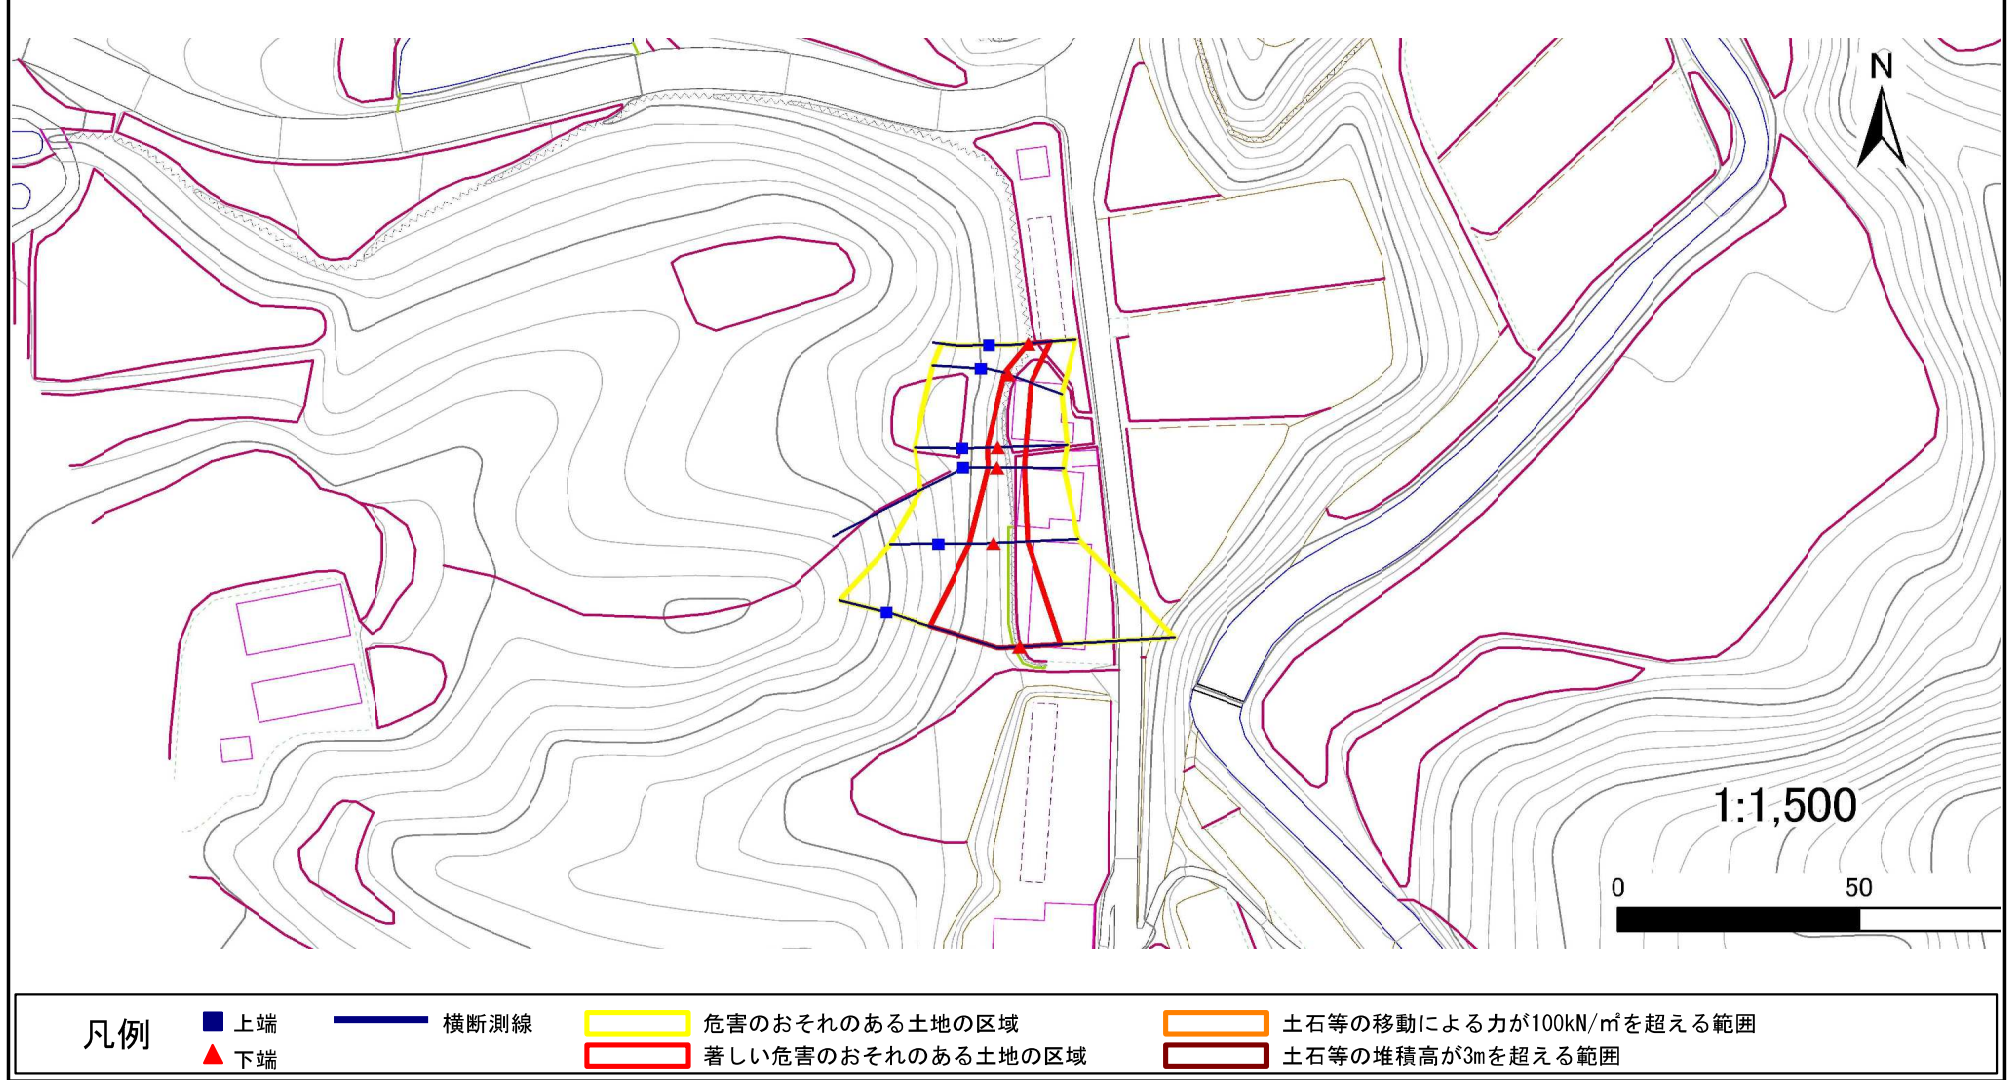 N
1:1,500
0 50
凡例
上端
下端
横断測線
危害のおそれのある土地の区域
著しい危害のおそれのある土地の区域
土石等の移動による力が100kN/㎡を超える範囲
土石等の堆積高が3mを超える範囲